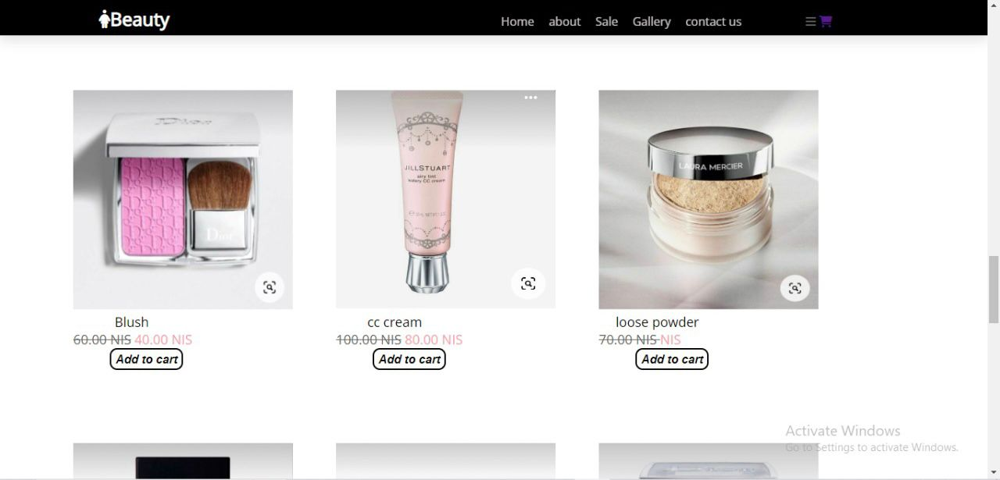 iBeauty
Home about Sale Gallery contact us
Dior
Dior
JILLSTUART
airy tint
watery CC cream
LAURA MERCIER
Blush
60.00 NIS 40.00 NIS
Add to cart
cc cream
100.00 NIS 80.00 NIS
Add to cart
loose powder
70.00 NIS NIS
Add to cart
Activate Windows
Go to Settings to activate Windows.